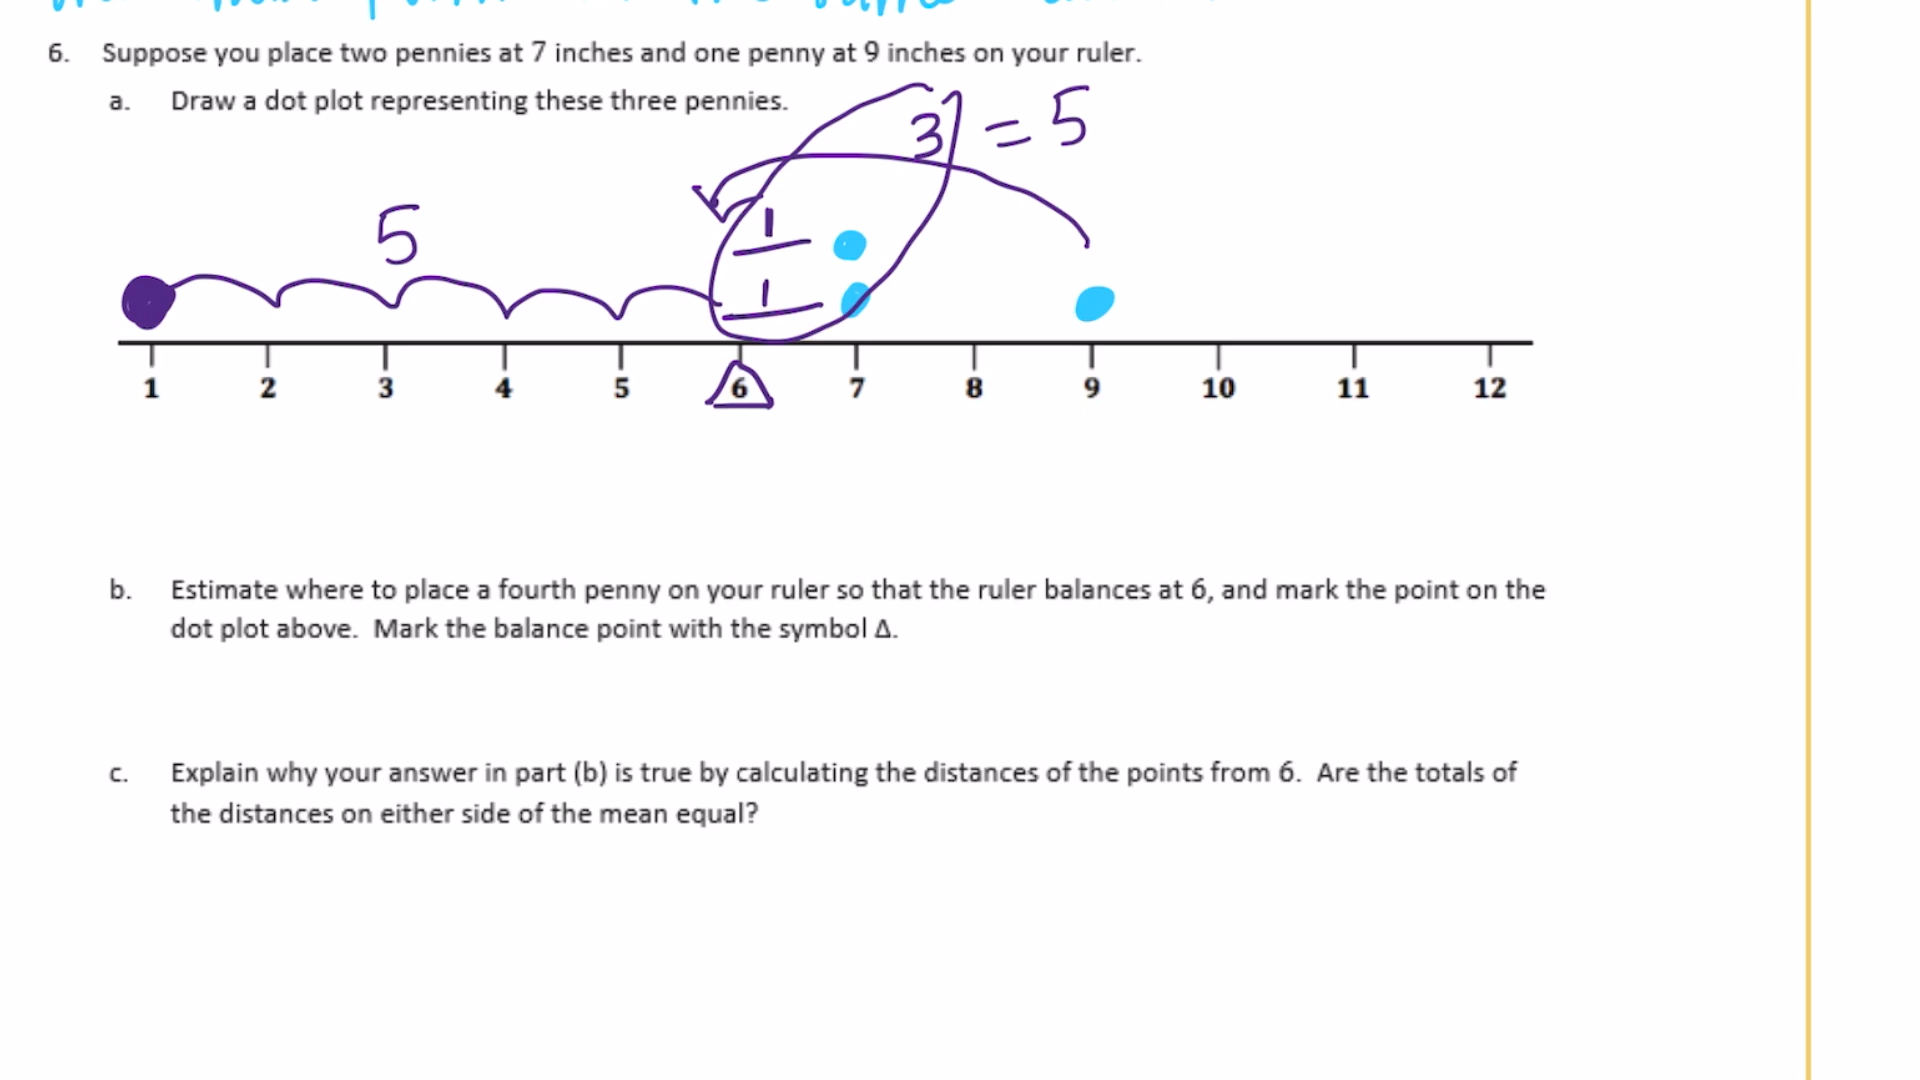 6. Suppose you place two pennies at 7 inches and one penny at 9 inches on your ruler.
a. Draw a dot plot representing these three pennies.
3 = 5
5
1
1
1 2 3 4 5 6 7 8 9 10 11 12
b. Estimate where to place a fourth penny on your ruler so that the ruler balances at 6, and mark the point on the
dot plot above. Mark the balance point with the symbol Δ.
c. Explain why your answer in part (b) is true by calculating the distances of the points from 6. Are the totals of
the distances on either side of the mean equal?